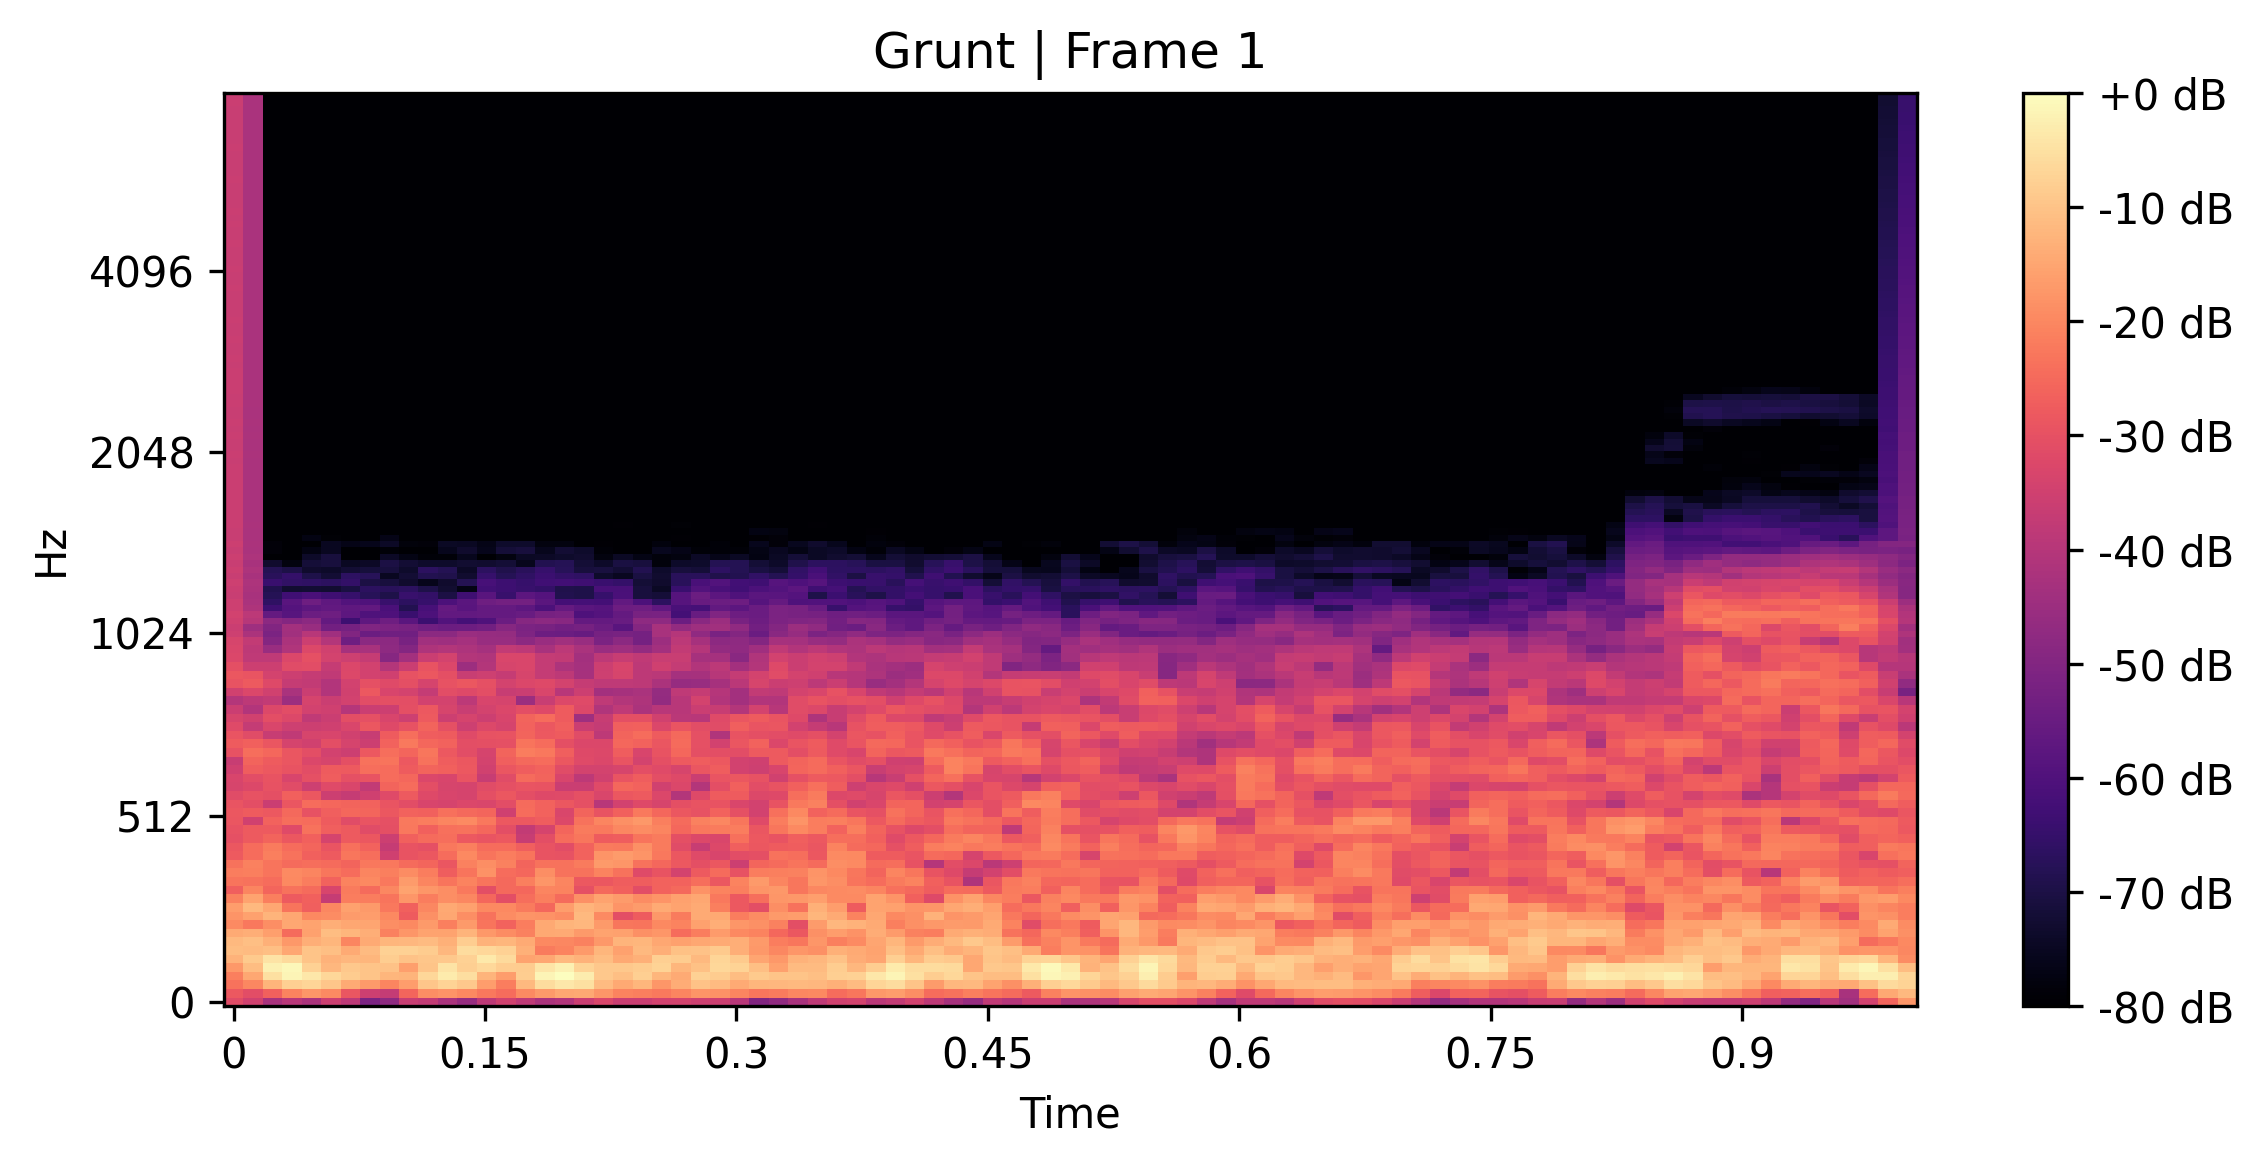 Grunt | Frame 1
Hz
4096
2048
1024
512
0
0 0.15 0.3 0.45 0.6 0.75 0.9
Time
+0 dB
-10 dB
-20 dB
-30 dB
-40 dB
-50 dB
-60 dB
-70 dB
-80 dB